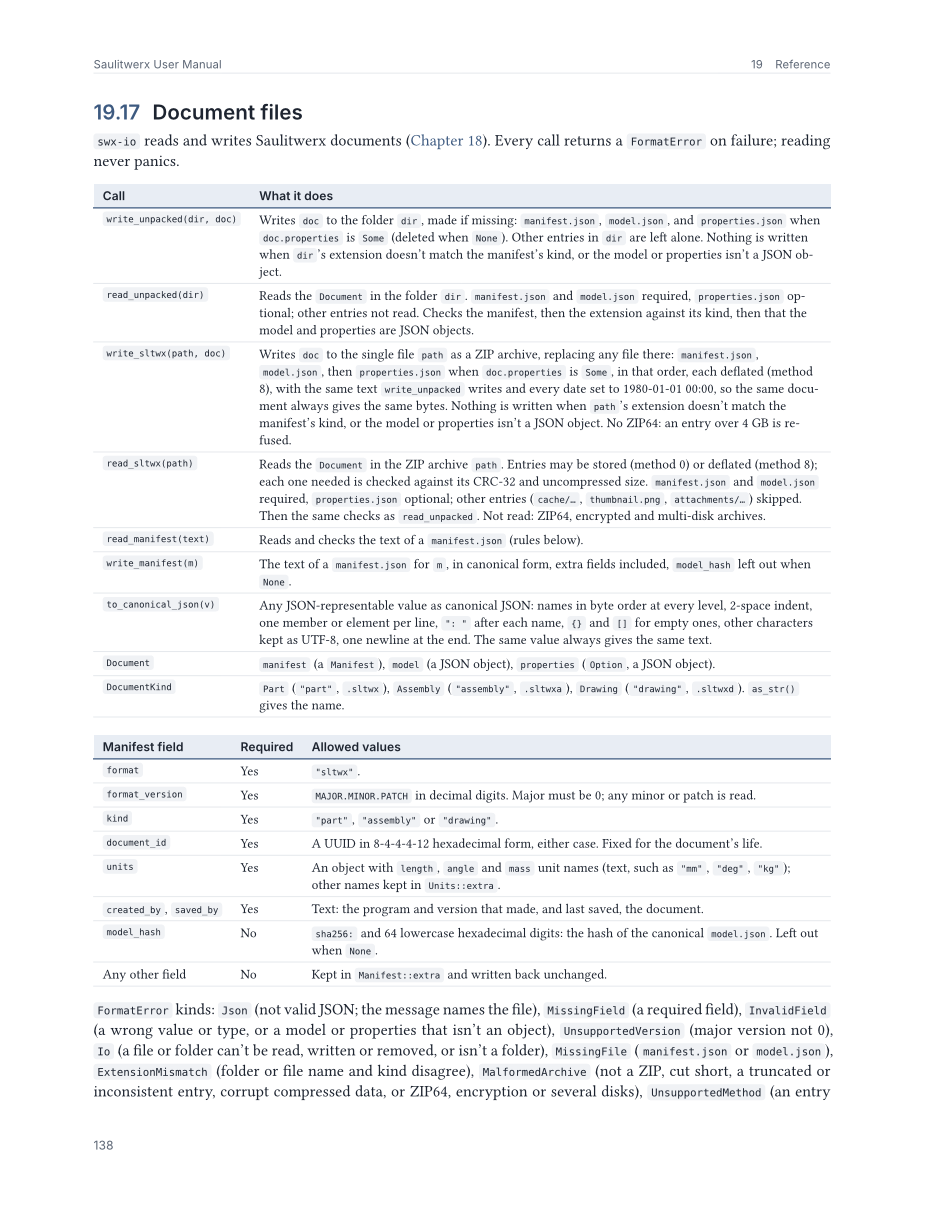 Saulitwerx User Manual
19 Reference
19.17 Document files
swx-io reads and writes Saulitwerx documents (Chapter 18). Every call returns a FormatError on failure; reading
never panics.
Call What it does
write_unpacked(dir, doc) Writes doc to the folder dir, made if missing: manifest.json, model.json, and properties.json when
doc.properties is Some (deleted when None). Other entries in dir are left alone. Nothing is written
when dir's extension doesn't match the manifest's kind, or the model or properties isn't a JSON ob-
ject.
read_unpacked(dir) Reads the Document in the folder dir. manifest.json and model.json required, properties.json op-
tional; other entries not read. Checks the manifest, then the extension against its kind, then that the
model and properties are JSON objects.
write_sltwx(path, doc) Writes doc to the single file path as a ZIP archive, replacing any file there: manifest.json,
model.json, then properties.json when doc.properties is Some, in that order, each deflated (method
8), with the same text write_unpacked writes and every date set to 1980-01-01 00:00, so the same docu-
ment always gives the same bytes. Nothing is written when path's extension doesn't match the
manifest's kind, or the model or properties isn't a JSON object. No ZIP64: an entry over 4 GB is re-
fused.
read_sltwx(path) Reads the Document in the ZIP archive path. Entries may be stored (method 0) or deflated (method 8);
each one needed is checked against its CRC-32 and uncompressed size. manifest.json and model.json
required, properties.json optional; other entries (cache/…, thumbnail.png, attachments/…) skipped.
Then the same checks as read_unpacked. Not read: ZIP64, encrypted and multi-disk archives.
read_manifest(text) Reads and checks the text of a manifest.json (rules below).
write_manifest(m) The text of a manifest.json for m, in canonical form, extra fields included, model_hash left out when
None.
to_canonical_json(v) Any JSON-representable value as canonical JSON: names in byte order at every level, 2-space indent,
one member or element per line, ": " after each name, {} and [] for empty ones, other characters
kept as UTF-8, one newline at the end. The same value always gives the same text.
Document manifest (a Manifest), model (a JSON object), properties (Option, a JSON object).
DocumentKind Part ("part", .sltwx), Assembly ("assembly", .sltwxa), Drawing ("drawing", .sltwxd). as_str()
gives the name.
Manifest field Required Allowed values
format Yes "sltwx".
format_version Yes MAJOR.MINOR.PATCH in decimal digits. Major must be 0; any minor or patch is read.
kind Yes "part", "assembly" or "drawing".
document_id Yes A UUID in 8-4-4-4-12 hexadecimal form, either case. Fixed for the document's life.
units Yes An object with length, angle and mass unit names (text, such as "mm", "deg", "kg");
other names kept in Units::extra.
created_by, saved_by Yes Text: the program and version that made, and last saved, the document.
model_hash No sha256: and 64 lowercase hexadecimal digits: the hash of the canonical model.json. Left out
when None.
Any other field No Kept in Manifest::extra and written back unchanged.
FormatError kinds: Json (not valid JSON; the message names the file), MissingField (a required field), InvalidField
(a wrong value or type, or a model or properties that isn't an object), UnsupportedVersion (major version not 0),
Io (a file or folder can't be read, written or removed, or isn't a folder), MissingFile (manifest.json or model.json),
ExtensionMismatch (folder or file name and kind disagree), MalformedArchive (not a ZIP, cut short, a truncated or
inconsistent entry, corrupt compressed data, or ZIP64, encryption or several disks), UnsupportedMethod (an entry
138